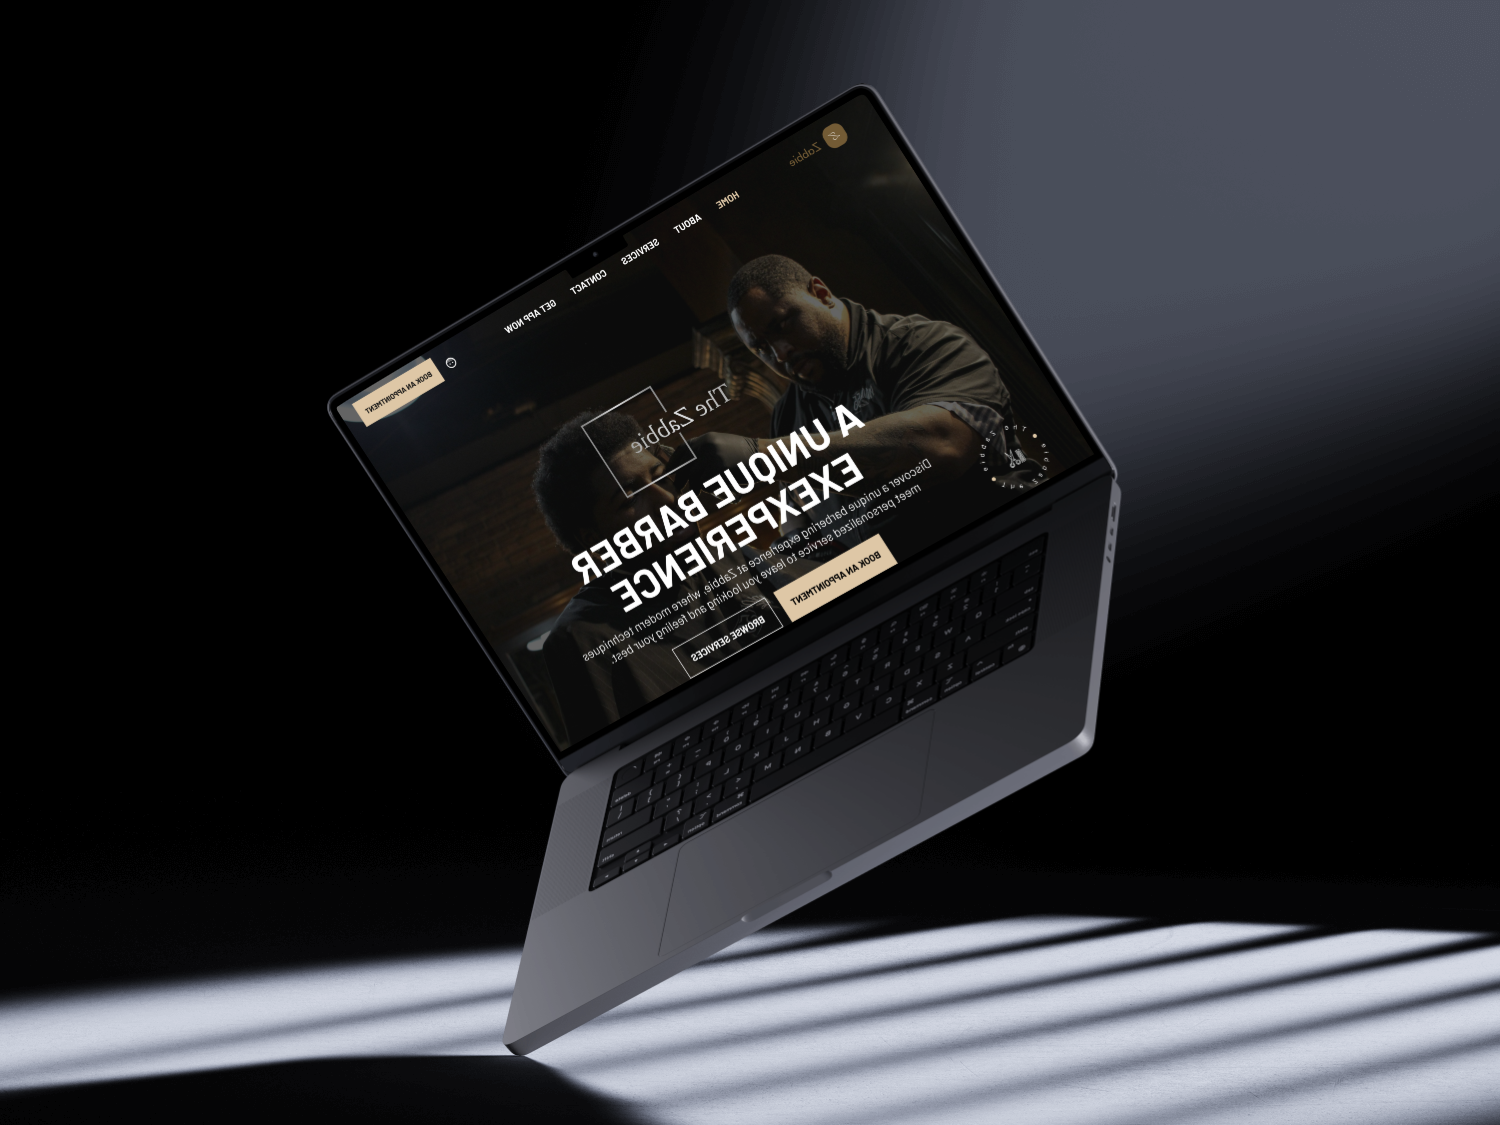 Zabbie
HOME
ABOUT
SERVICES
CONTACT
GET APP NOW
BOOK AN APPOINTMENT
The Zabbie
A UNIQUE BARBER
EXEXPERIENCE
Discover a unique barbering experience at Zabbie, where modern techniques
meet personalized service to leave you looking and feeling your best.
BOOK AN APPOINTMENT
BROWSE SERVICES